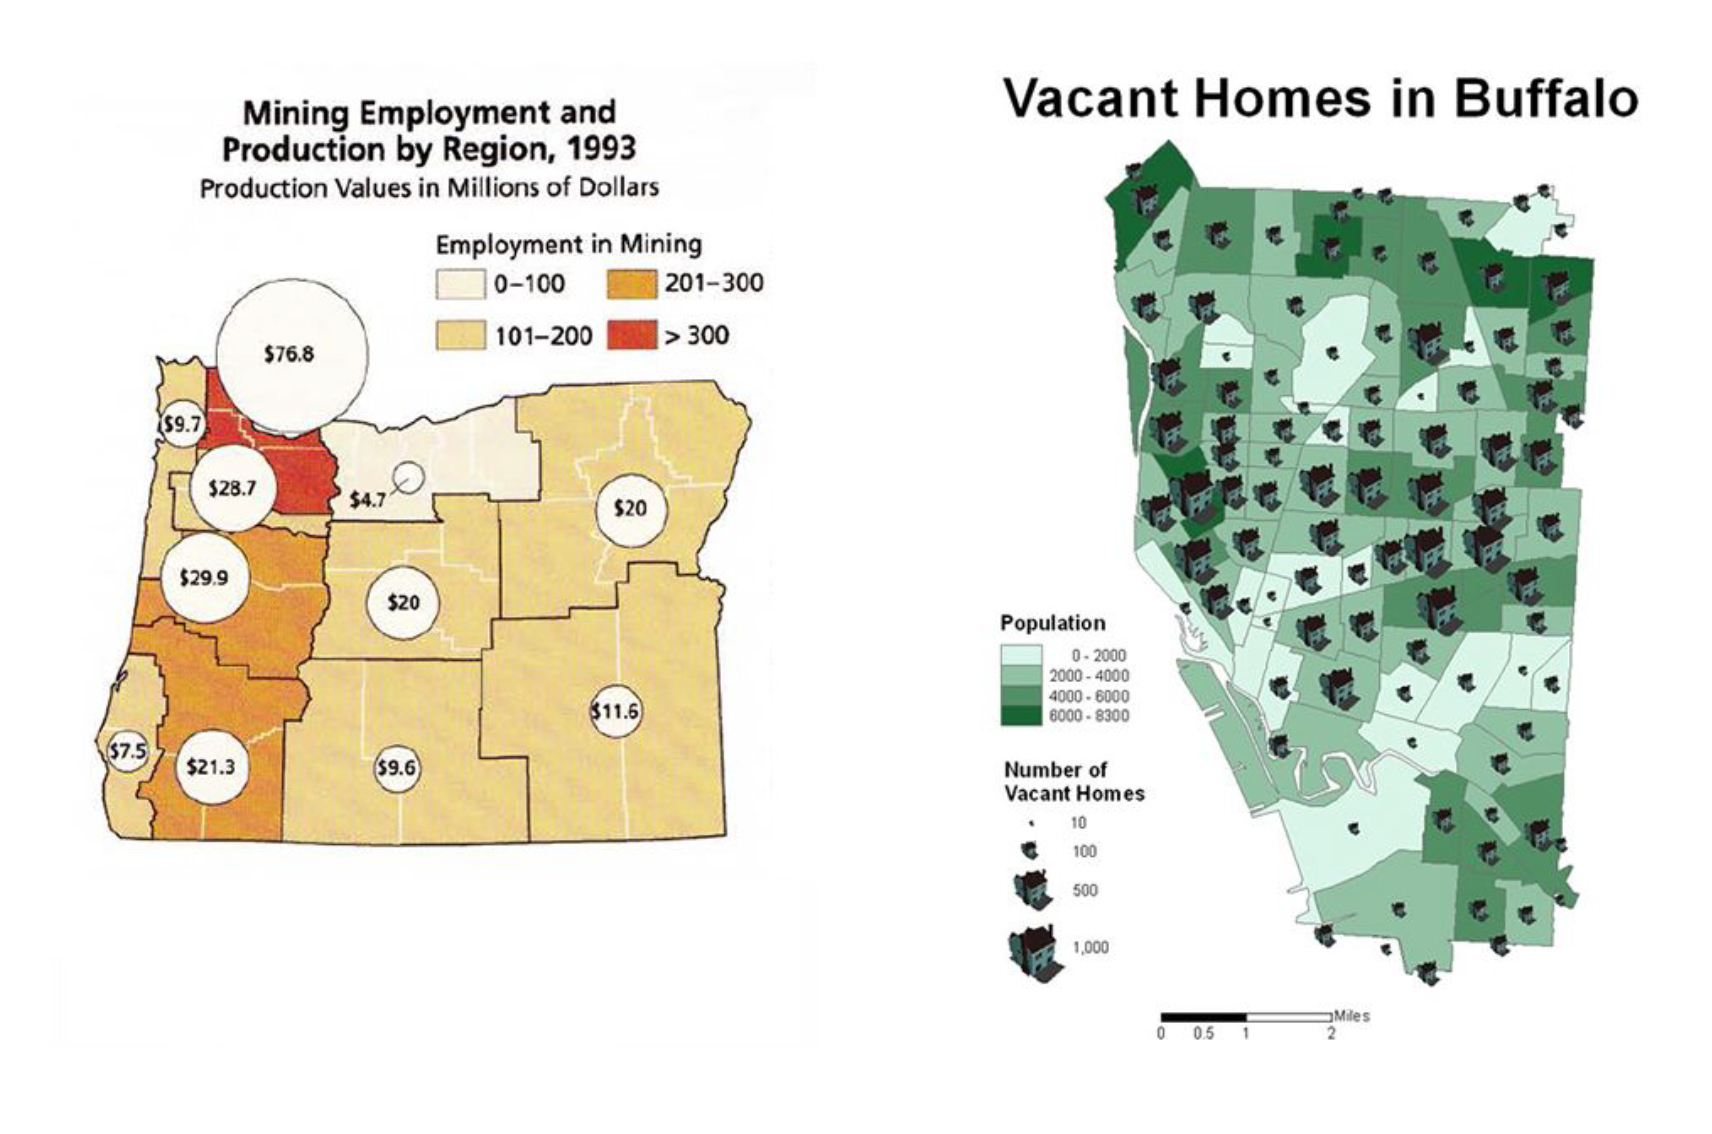 Mining Employment and
Production by Region, 1993
Production Values in Millions of Dollars
Employment in Mining
0–100
201–300
101–200
> 300
$76.8
$9.7
$28.7
$4.7
$20
$29.9
$20
$11.6
$7.5
$21.3
$9.6
Vacant Homes in Buffalo
Population
0 - 2000
2000 - 4000
4000 - 6000
6000 - 8300
Number of
Vacant Homes
10
100
500
1,000
Miles
0 0.5 1 2